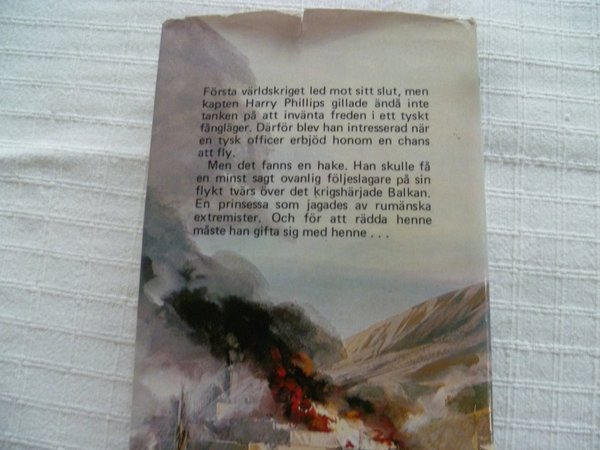 Första världskriget led mot sitt slut, men
kapten Harry Phillips gillade ändå inte
tanken på att invänta freden i ett tyskt
fångläger. Därför blev han intresserad när
en tysk officer erbjöd honom en chans
att fly.
Men det fanns en hake. Han skulle få
en minst sagt ovanlig följeslagare på sin
flykt tvärs över det krigshärjade Balkan.
En prinsessa som jagades av rumänska
extremister. Och för att rädda henne
måste han gifta sig med henne . . .